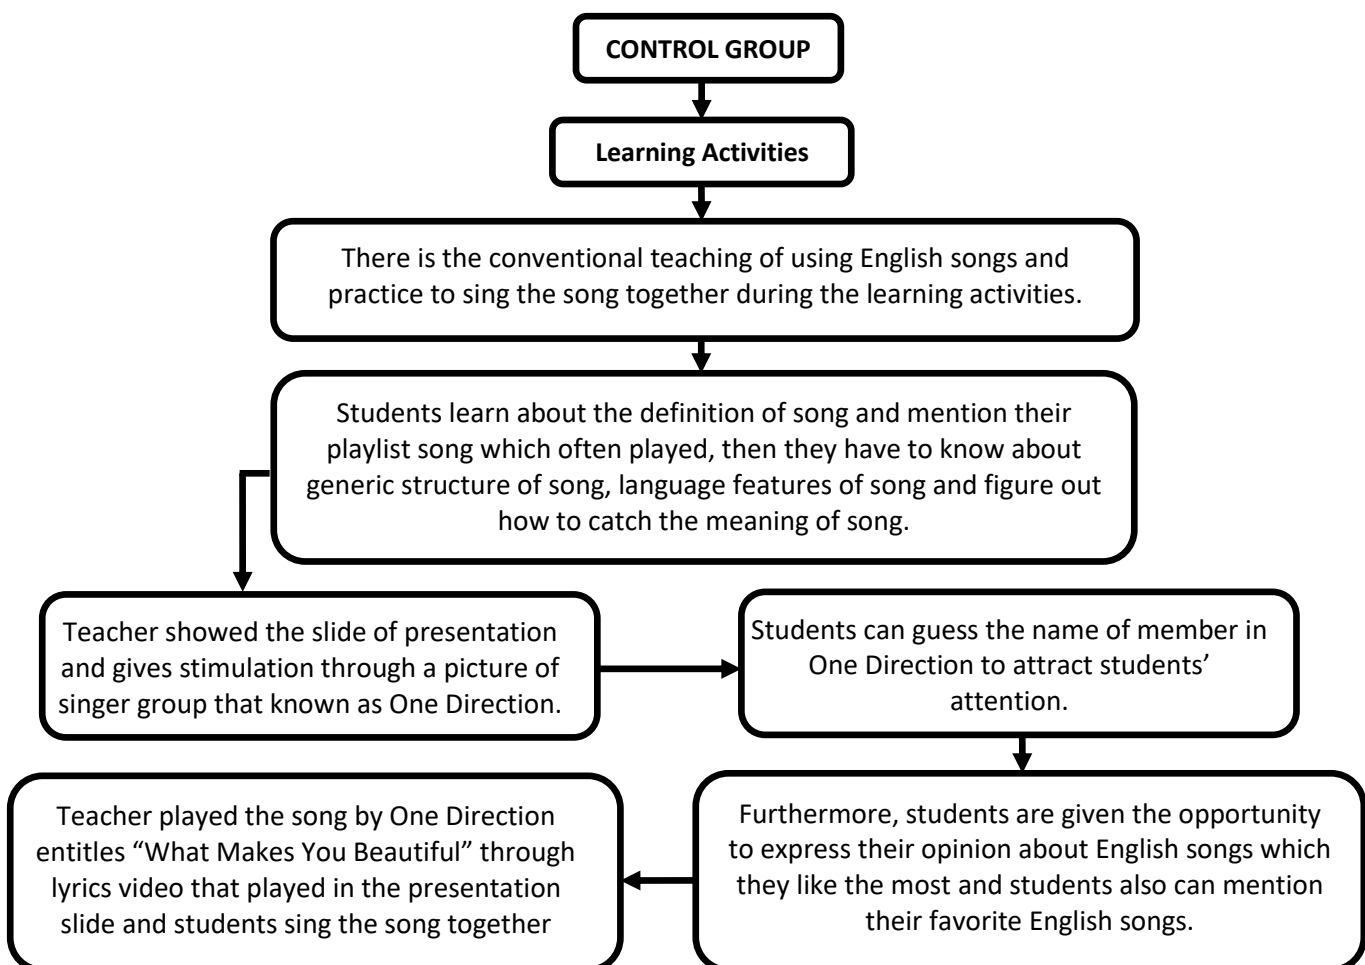 CONTROL GROUP
Learning Activities
There is the conventional teaching of using English songs and
practice to sing the song together during the learning activities.
Students learn about the definition of song and mention their
playlist song which often played, then they have to know about
generic structure of song, language features of song and figure out
how to catch the meaning of song.
Teacher showed the slide of presentation
and gives stimulation through a picture of
singer group that known as One Direction.
Students can guess the name of member in
One Direction to attract students’
attention.
Furthermore, students are given the opportunity
to express their opinion about English songs which
they like the most and students also can mention
their favorite English songs.
Teacher played the song by One Direction
entitles “What Makes You Beautiful” through
lyrics video that played in the presentation
slide and students sing the song together